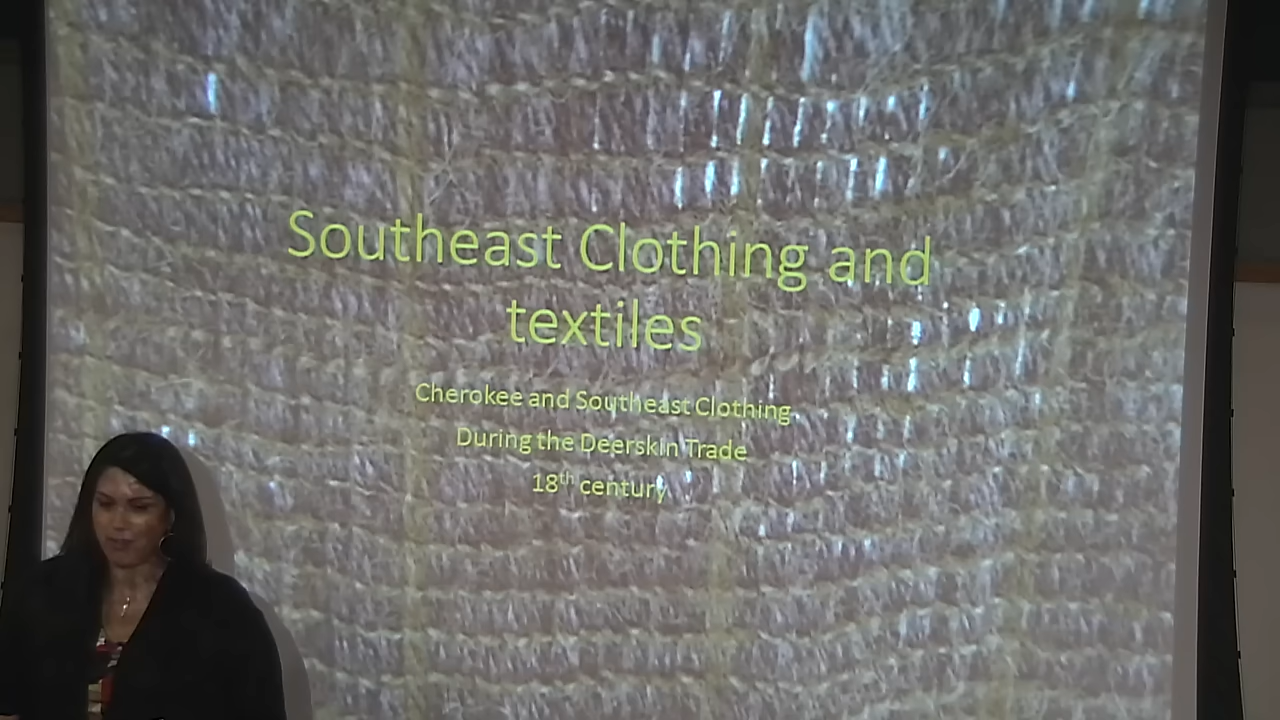 Southeast Clothing and
textiles
Cherokee and Southeast Clothing
During the Deerskin Trade
18th century